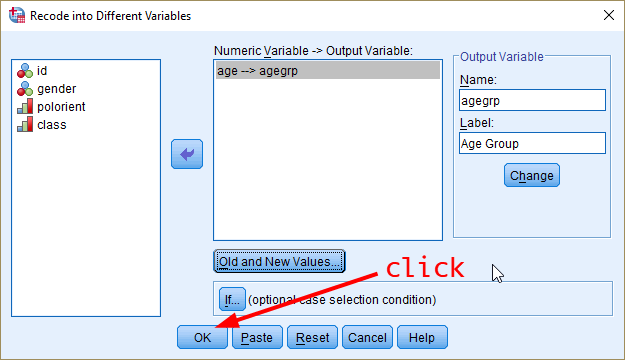 Recode into Different Variables
id
gender
polorient
class
Numeric Variable -> Output Variable:
age --> agegrp
Output Variable
Name:
agegrp
Label:
Age Group
Change
Old and New Values...
click
If... (optional case selection condition)
OK Paste Reset Cancel Help